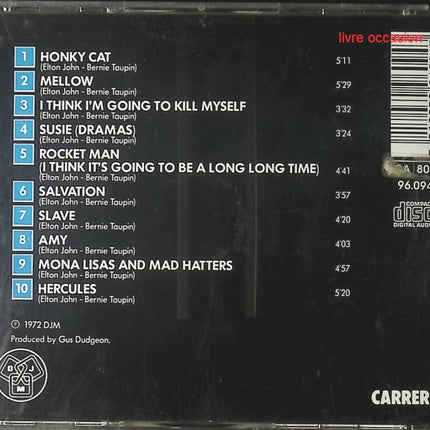 livre occasion
1 HONKY CAT 5'11
(Elton John - Bernie Taupin)
2 MELLOW 5'29
(Elton John - Bernie Taupin)
3 I THINK I'M GOING TO KILL MYSELF 3'32
(Elton John - Bernie Taupin)
4 SUSIE (DRAMAS) 3'24
(Elton John - Bernie Taupin)
5 ROCKET MAN
(I THINK IT'S GOING TO BE A LONG LONG TIME) 4'41
(Elton John - Bernie Taupin)
6 SALVATION 3'57
(Elton John - Bernie Taupin)
7 SLAVE 4'20
(Elton John - Bernie Taupin)
8 AMY 4'03
(Elton John - Bernie Taupin)
9 MONA LISAS AND MAD HATTERS 4'57
(Elton John - Bernie Taupin)
10 HERCULES 5'20
(Elton John - Bernie Taupin)
A 80
96.094
COMPAC
disc
DIGITAL AUDIO
℗ 1972 DJM
Produced by Gus Dudgeon.
D J
M
CARRER